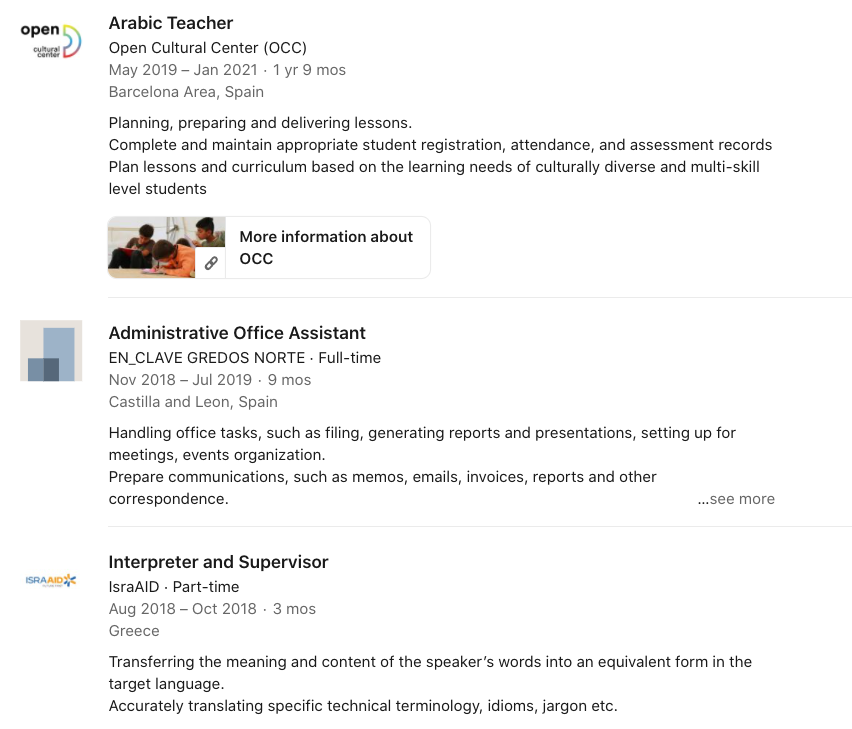 open
cultural
center
Arabic Teacher
Open Cultural Center (OCC)
May 2019 – Jan 2021 · 1 yr 9 mos
Barcelona Area, Spain
Planning, preparing and delivering lessons.
Complete and maintain appropriate student registration, attendance, and assessment records
Plan lessons and curriculum based on the learning needs of culturally diverse and multi-skill
level students
More information about
OCC
Administrative Office Assistant
EN_CLAVE GREDOS NORTE · Full-time
Nov 2018 – Jul 2019 · 9 mos
Castilla and Leon, Spain
Handling office tasks, such as filing, generating reports and presentations, setting up for
meetings, events organization.
Prepare communications, such as memos, emails, invoices, reports and other
correspondence.
...see more
ISRAAID
Interpreter and Supervisor
IsraAID · Part-time
Aug 2018 – Oct 2018 · 3 mos
Greece
Transferring the meaning and content of the speaker's words into an equivalent form in the
target language.
Accurately translating specific technical terminology, idioms, jargon etc.